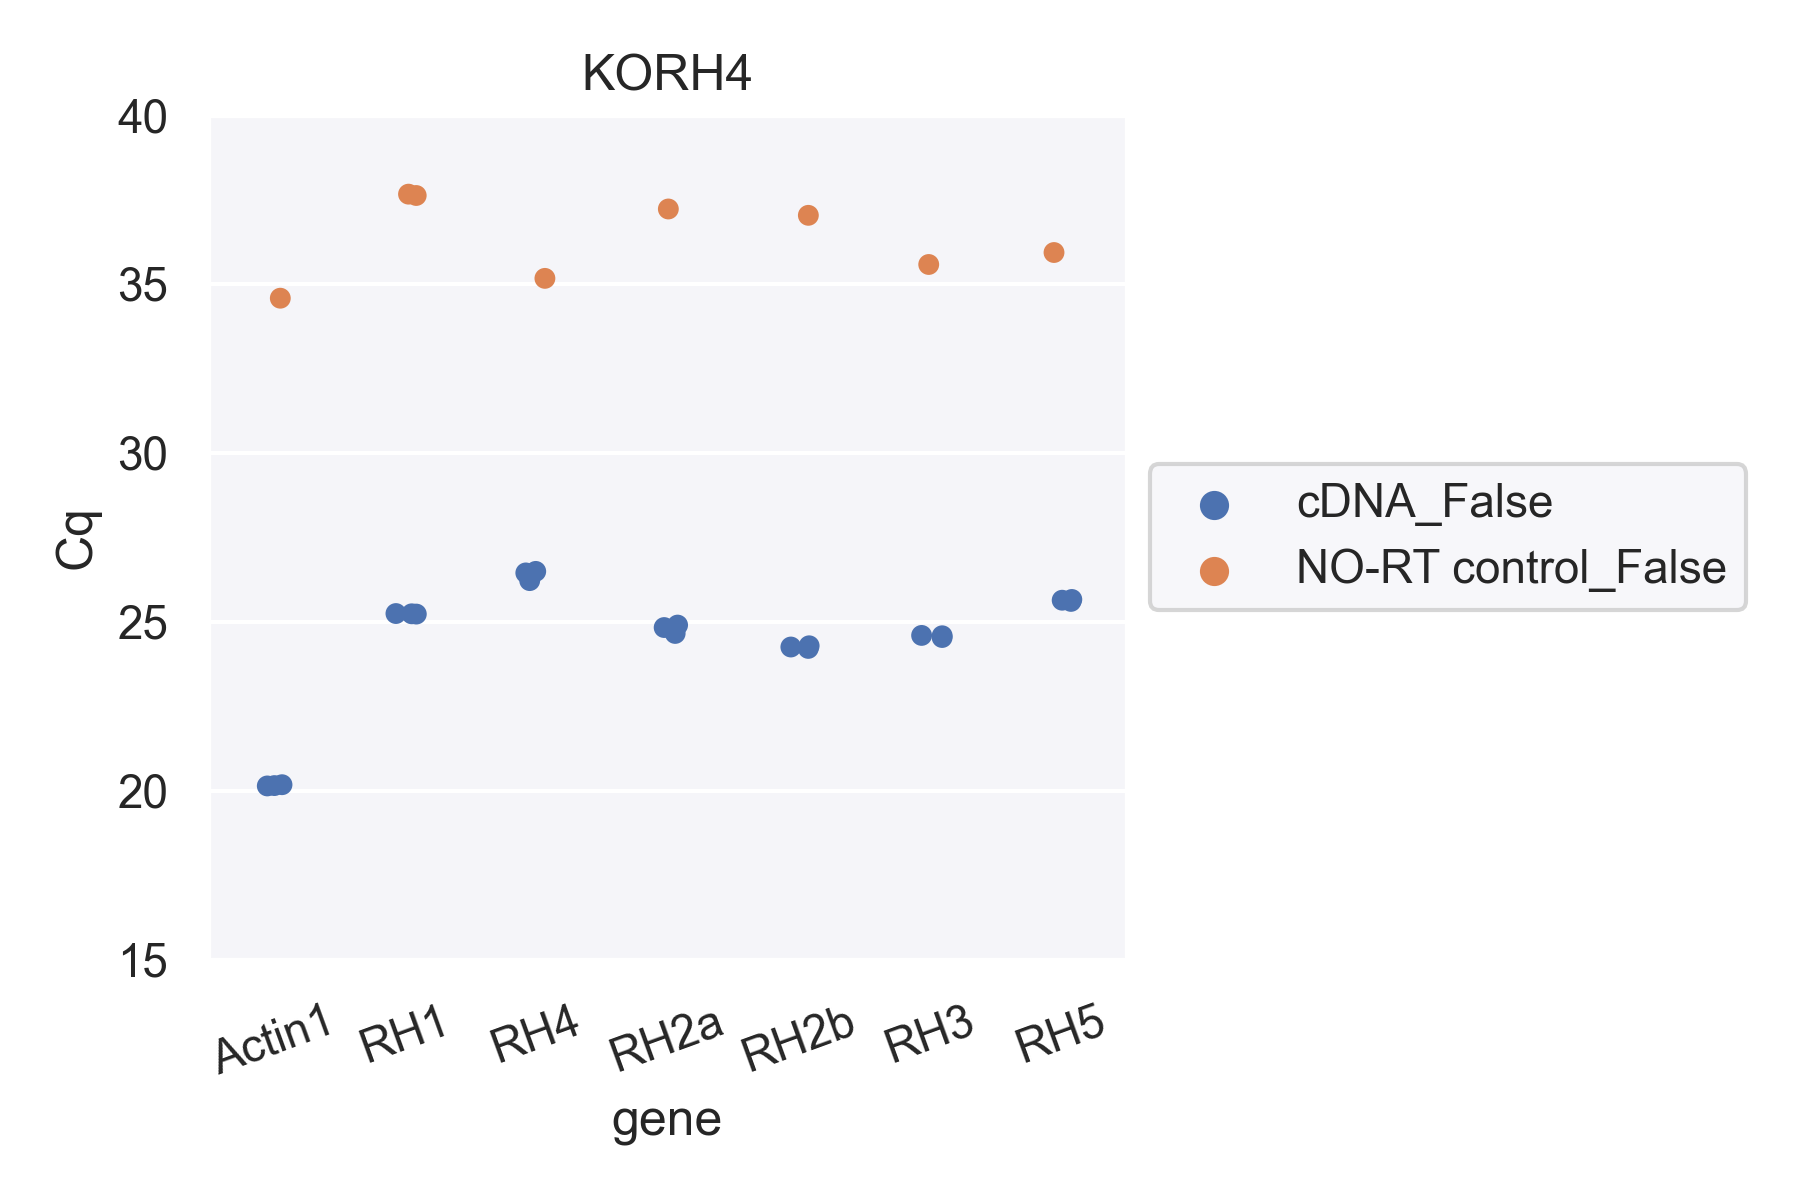 KORH4
40
35
30
25
20
15
Cq
Actin1 RH1 RH4 RH2a RH2b RH3 RH5
gene
cDNA_False
NO-RT control_False